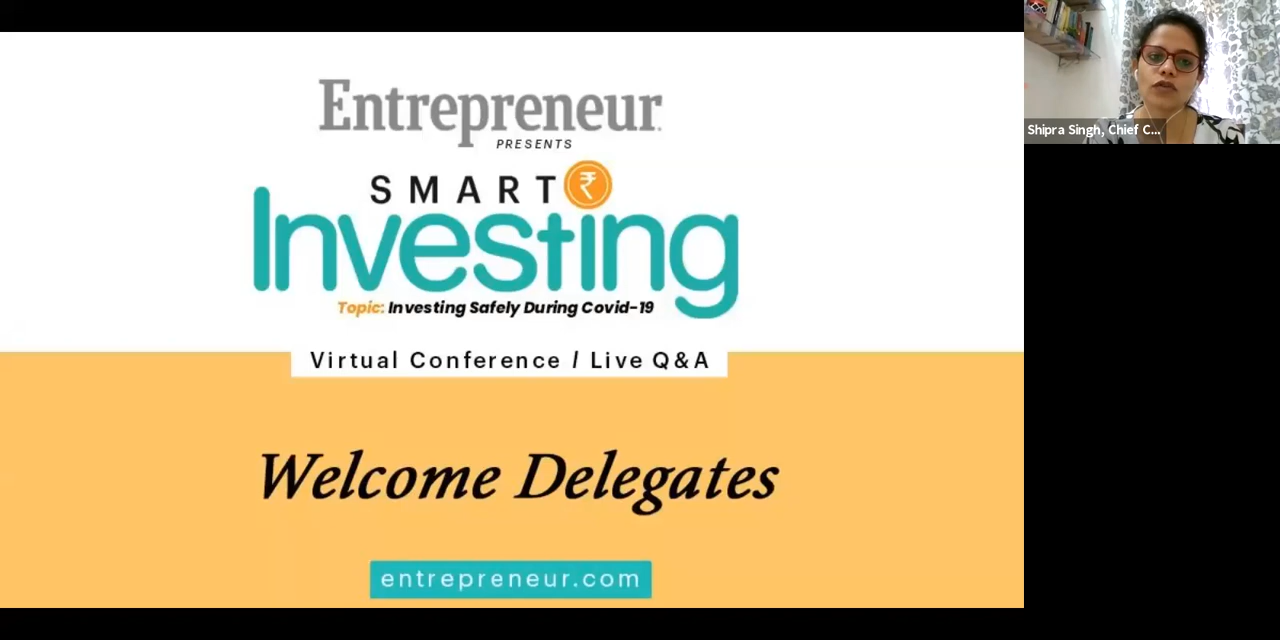 Entrepreneur
PRESENTS
SMART ₹
Investing
Topic: Investing Safely During Covid-19
Virtual Conference / Live Q&A
Welcome Delegates
entrepreneur.com
Shipra Singh, Chief C...